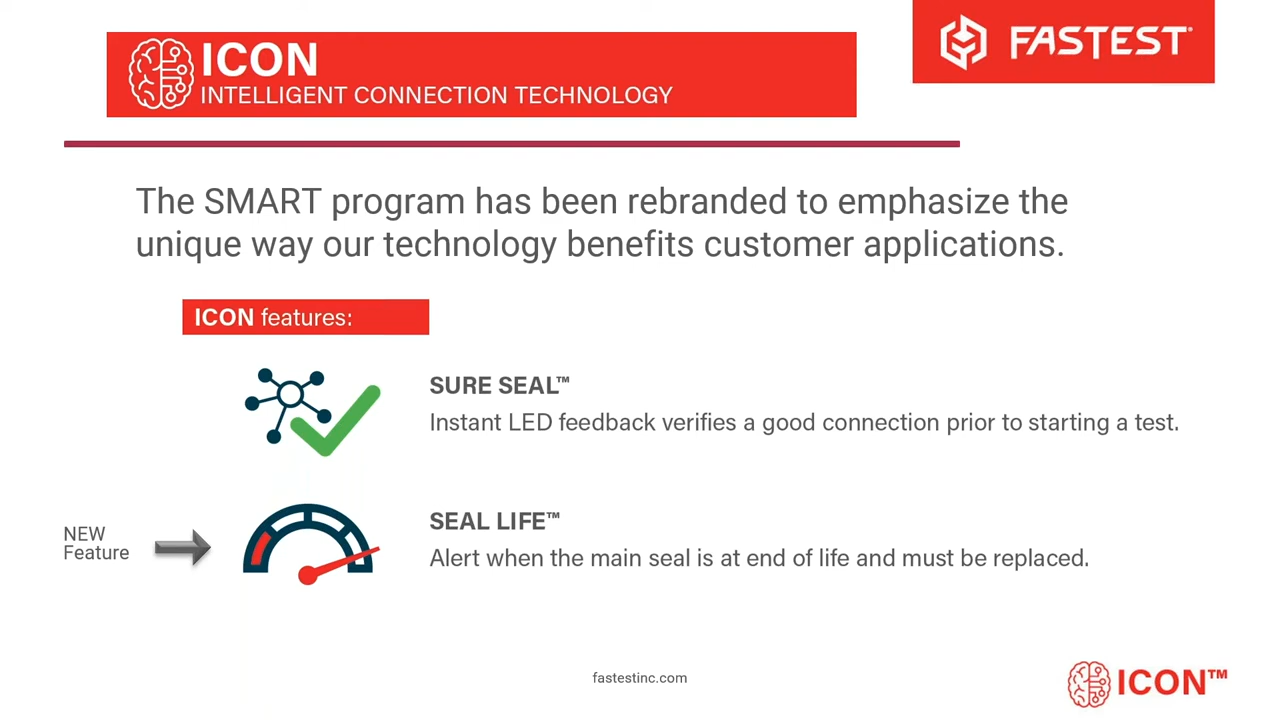 ICON
INTELLIGENT CONNECTION TECHNOLOGY
FASTEST®
The SMART program has been rebranded to emphasize the
unique way our technology benefits customer applications.
ICON features:
SURE SEAL™
Instant LED feedback verifies a good connection prior to starting a test.
NEW
Feature
SEAL LIFE™
Alert when the main seal is at end of life and must be replaced.
fastestinc.com
ICON™